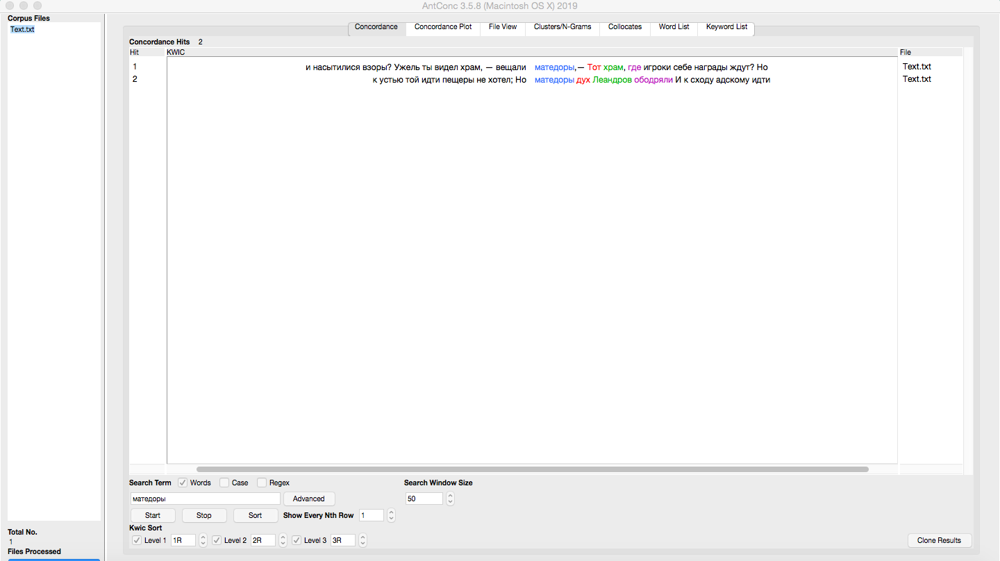 AntConc 3.5.8 (Macintosh OS X) 2019
Corpus Files
Text.txt
Concordance Concordance Plot File View Clusters/N-Grams Collocates Word List Keyword List
Concordance Hits 2
Hit KWIC File
1 и насытилися взоры? Ужель ты видел храм, — вещали матедоры,— Тот храм, где игроки себе награды ждут? Но Text.txt
2 к устью той идти пещеры не хотел; Но матедоры дух Леандров ободряли И к сходу адскому идти Text.txt
Search Term Words Case Regex Search Window Size
матедоры Advanced 50
Start Stop Sort Show Every Nth Row 1
Kwic Sort
Level 1 1R Level 2 2R Level 3 3R Clone Results
Total No.
1
Files Processed